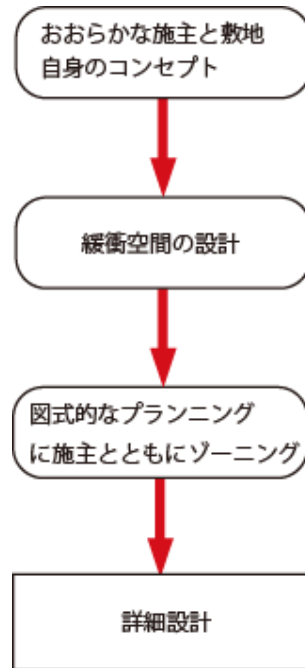 おおらかな施主と敷地
自身のコンセプト
緩衝空間の設計
図式的なプランニング
に施主とともにゾーニング
詳細設計